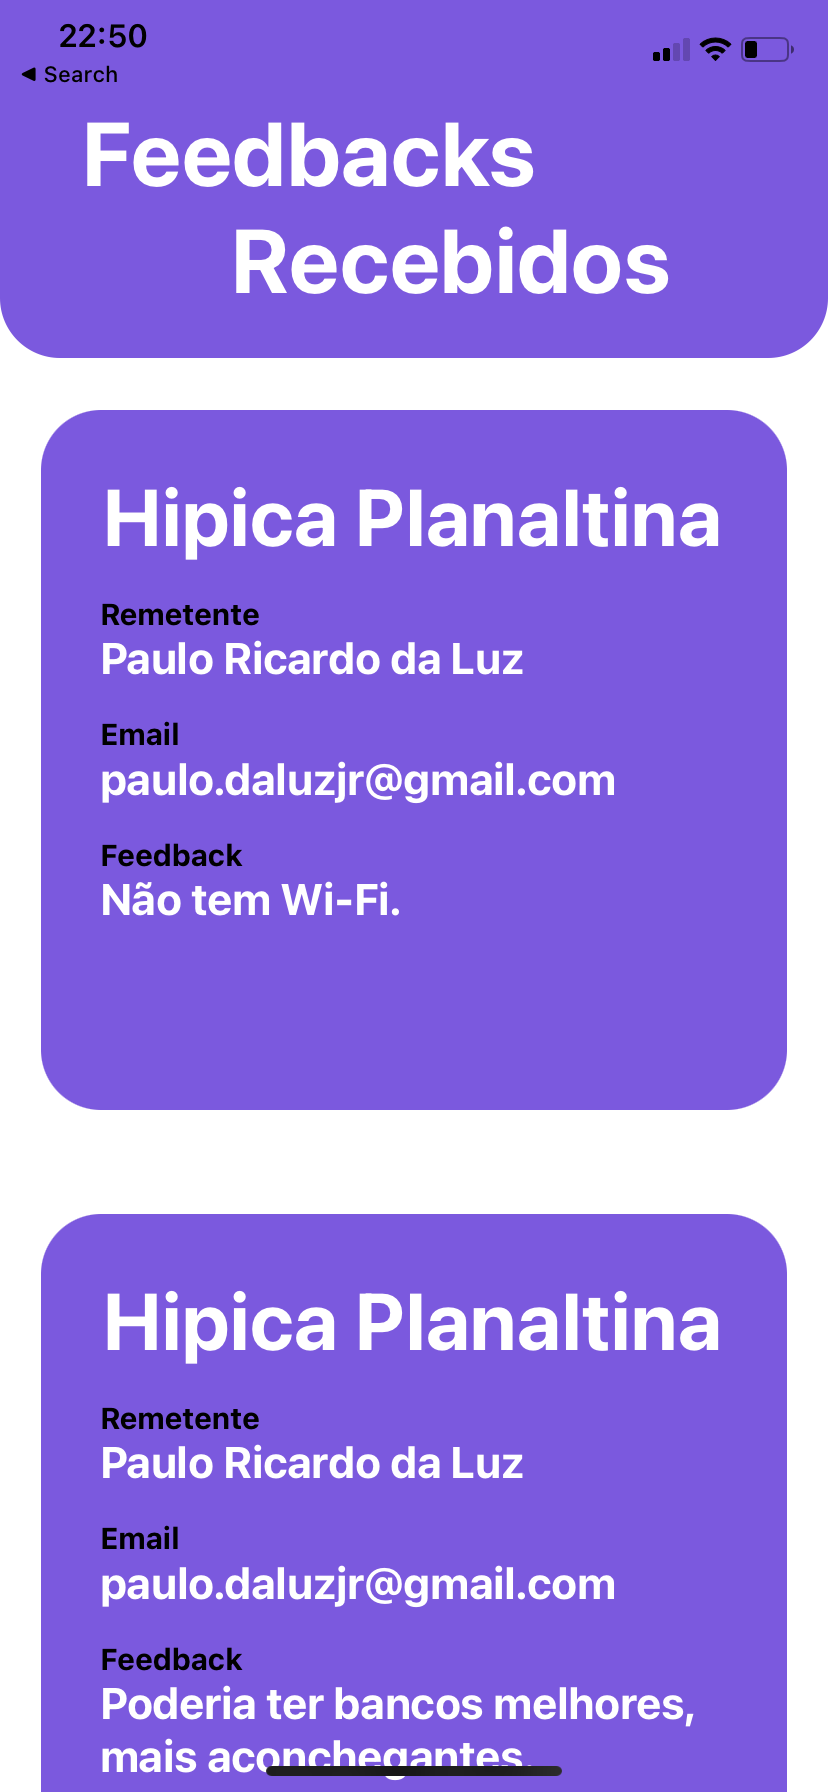 22:50
◀ Search
Feedbacks
Recebidos
Hipica Planaltina
Remetente
Paulo Ricardo da Luz
Email
paulo.daluzjr@gmail.com
Feedback
Não tem Wi-Fi.
Hipica Planaltina
Remetente
Paulo Ricardo da Luz
Email
paulo.daluzjr@gmail.com
Feedback
Poderia ter bancos melhores,
mais aconchegantes.